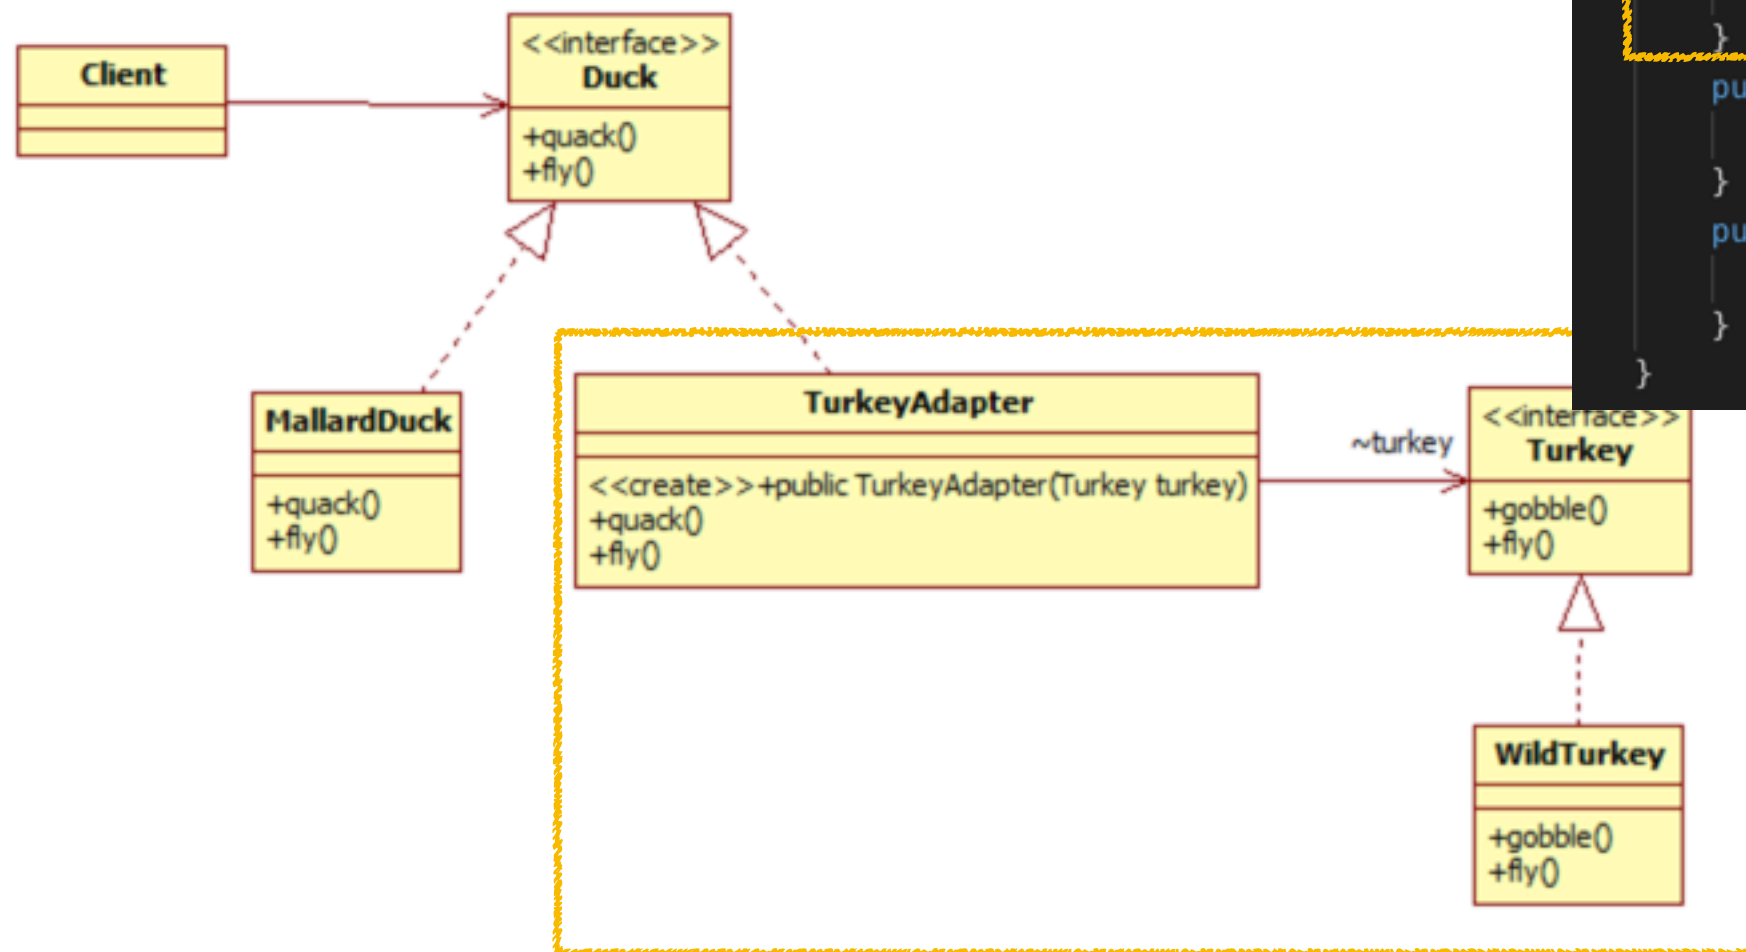 Client
<<interface>>
Duck
+quack()
+fly()
MallardDuck
+quack()
+fly()
TurkeyAdapter
<<create>>+public TurkeyAdapter(Turkey turkey)
+quack()
+fly()
~turkey
<<interface>>
Turkey
+gobble()
+fly()
WildTurkey
+gobble()
+fly()
}
pu
}
pu
}
}